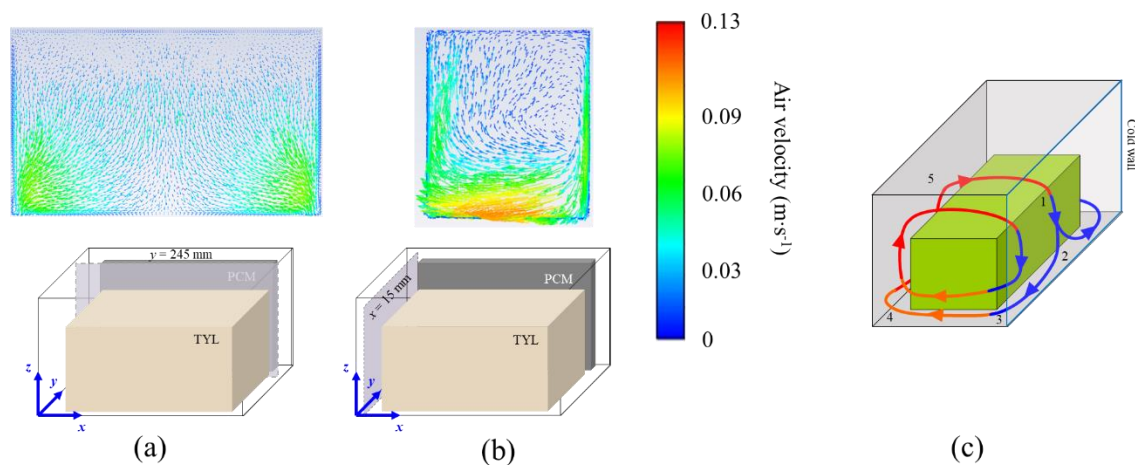 (a)
(b)
0.13
0.09
0.06
0.03
0
Air velocity (m·s⁻¹)
(c)
5
1
2
3
4
Cold wall
y = 245 mm
PCM
TYL
z
y
x
x = 15 mm
PCM
TYL
z
y
x
(a)
(b)
(c)